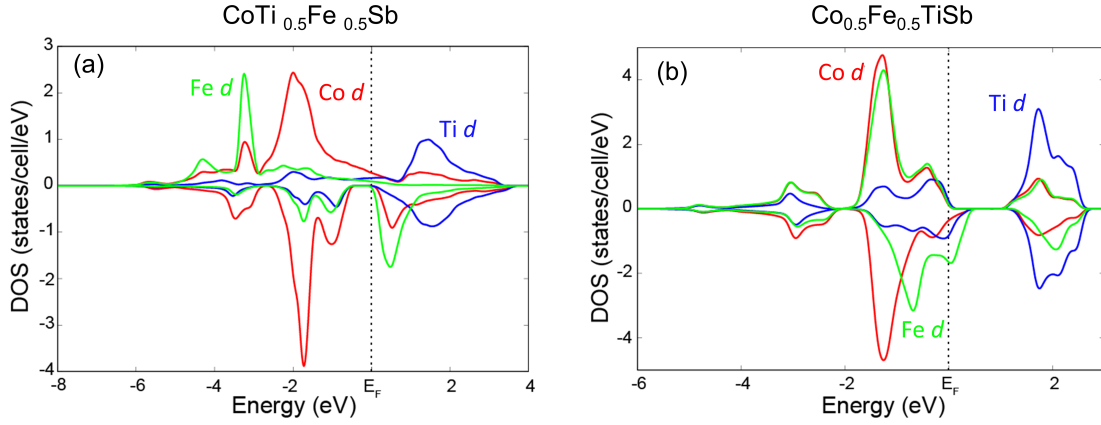 CoTi 0.5Fe 0.5Sb
(a)
Fe d
Co d
Ti d
3
2
1
0
-1
-2
-3
-4
DOS (states/cell/eV)
-8
-6
-4
-2
EF
2
4
Energy (eV)
Co0.5Fe0.5TiSb
(b)
Co d
Ti d
Fe d
4
2
0
-2
-4
DOS (states/cell/eV)
-6
-4
-2
EF
2
Energy (eV)